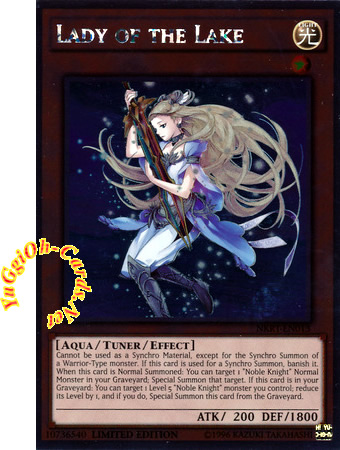 LADY OF THE LAKE
LIGHT
光
YuGgiOh-Cards.Net
[AQUA / TUNER / EFFECT]
Cannot be used as a Synchro Material, except for the Synchro Summon of
a Warrior-Type monster. If this card is used for a Synchro Summon, banish it.
When this card is Normal Summoned: You can target 1 "Noble Knight" Normal
Monster in your Graveyard; Special Summon that target. If this card is in your
Graveyard: You can target 1 Level 5 "Noble Knight" monster you control; reduce
its Level by 1, and if you do, Special Summon this card from the Graveyard.
ATK/ 200 DEF/1800
10736540 LIMITED EDITION ©1996 KAZUKI TAKAHASHI